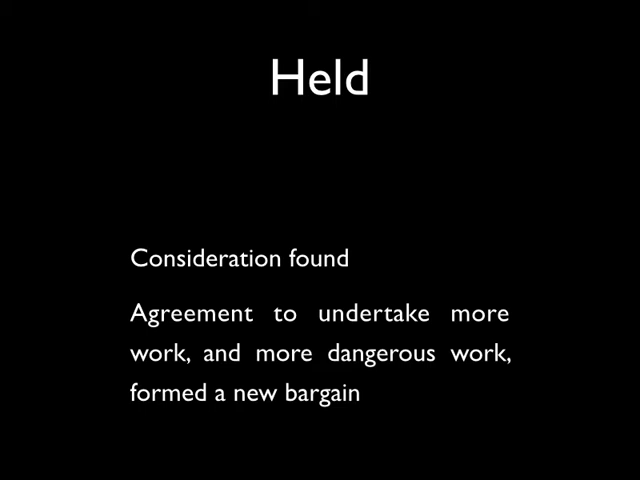 Held
Consideration found
Agreement to undertake more
work, and more dangerous work,
formed a new bargain